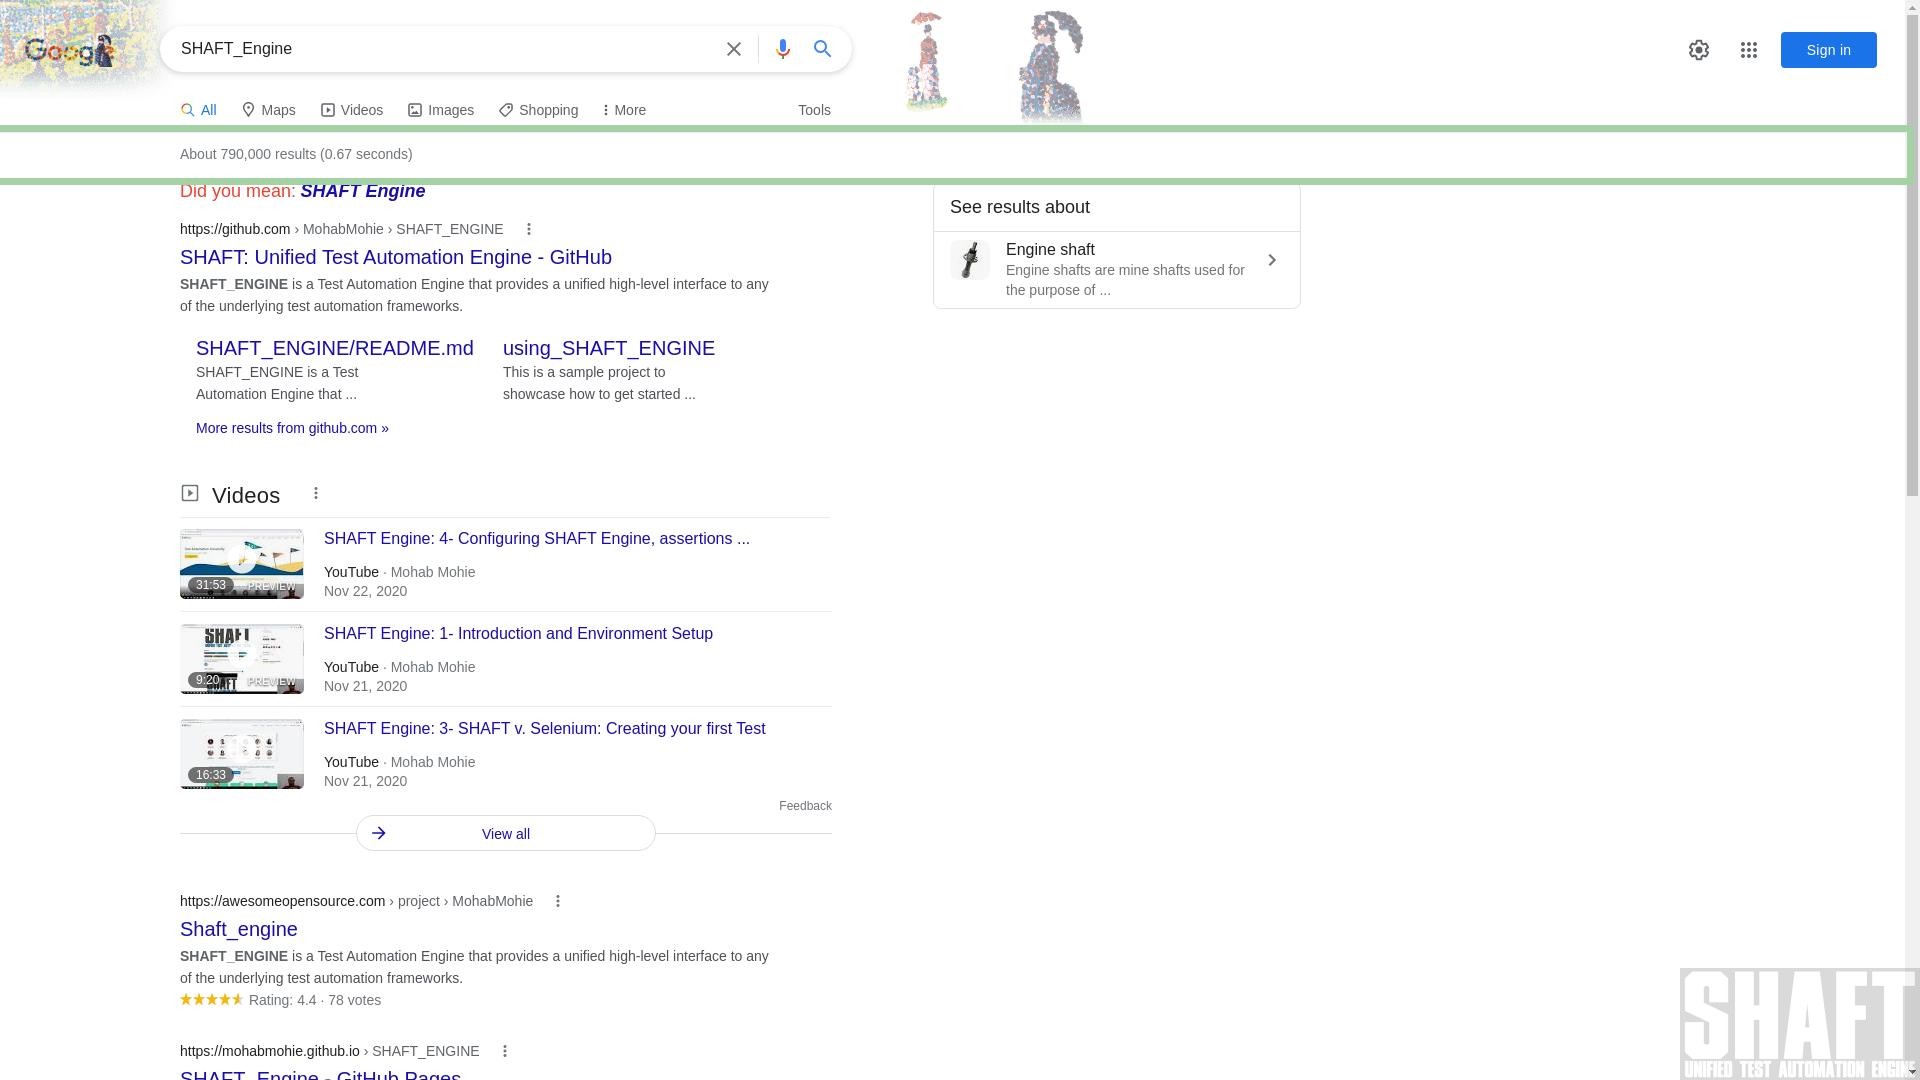 Google
SHAFT_Engine
Sign in
All
Maps
Videos
Images
Shopping
More
Tools
About 790,000 results (0.67 seconds)
Did you mean: SHAFT Engine
https://github.com › MohabMohie › SHAFT_ENGINE
SHAFT: Unified Test Automation Engine - GitHub
SHAFT_ENGINE is a Test Automation Engine that provides a unified high-level interface to any
of the underlying test automation frameworks.
SHAFT_ENGINE/README.md
SHAFT_ENGINE is a Test
Automation Engine that ...
using_SHAFT_ENGINE
This is a sample project to
showcase how to get started ...
More results from github.com »
See results about
Engine shaft
Engine shafts are mine shafts used for
the purpose of ...
Videos
31:53
PREVIEW
SHAFT Engine: 4- Configuring SHAFT Engine, assertions ...
YouTube · Mohab Mohie
Nov 22, 2020
SHAFT
9:20
PREVIEW
SHAFT Engine: 1- Introduction and Environment Setup
YouTube · Mohab Mohie
Nov 21, 2020
16:33
SHAFT Engine: 3- SHAFT v. Selenium: Creating your first Test
YouTube · Mohab Mohie
Nov 21, 2020
Feedback
View all
https://awesomeopensource.com › project › MohabMohie
Shaft_engine
SHAFT_ENGINE is a Test Automation Engine that provides a unified high-level interface to any
of the underlying test automation frameworks.
Rating: 4.4 · 78 votes
https://mohabmohie.github.io › SHAFT_ENGINE
SHAFT_Engine - GitHub Pages
SHAFT
UNIFIED TEST AUTOMATION ENGINE